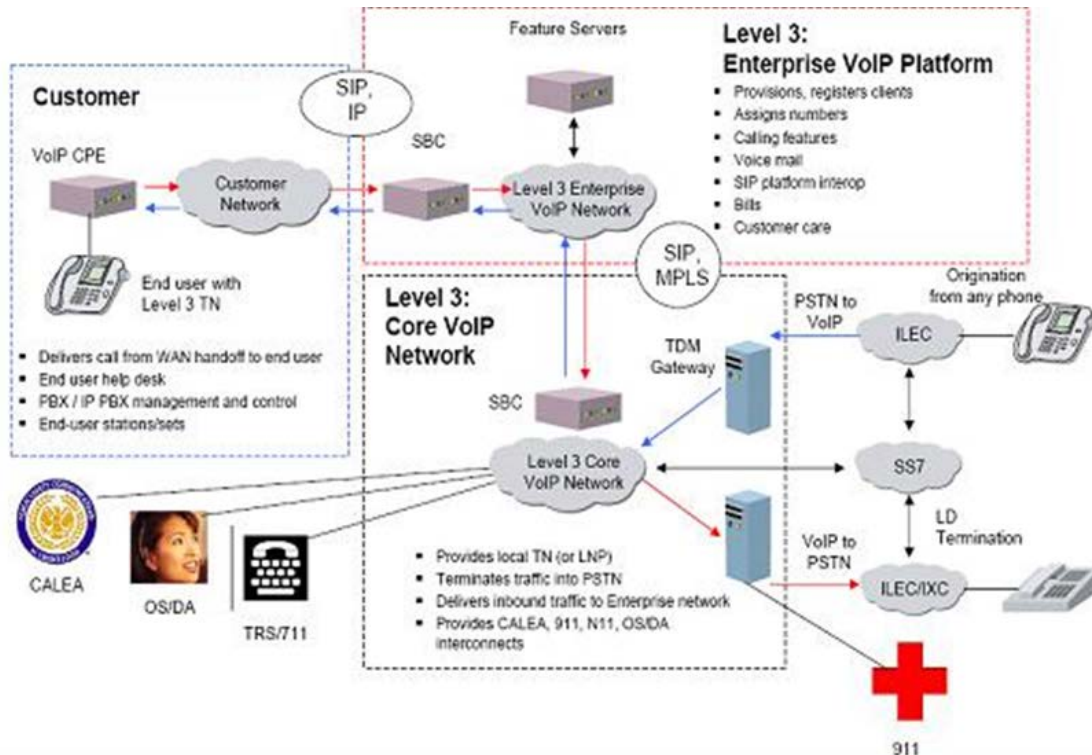 Feature Servers
Level 3:
Enterprise VoIP Platform
Provisions, registers clients
Assigns numbers
Calling features
Voice mail
SIP platform interop
Bills
Customer care
Customer
SIP,
IP
SBC
VoIP CPE
Customer
Network
Level 3 Enterprise
VoIP Network
End user with
Level 3 TN
Delivers call from WAN handoff to end user
End user help desk
PBX / IP PBX management and control
End-user stations/sets
SIP,
MPLS
Level 3:
Core VoIP
Network
TDM
Gateway
PSTN to
VoIP
ILEC
Origination
from any phone
SBC
Level 3 Core
VoIP Network
SS7
LD
Termination
VoIP to
PSTN
ILEC/IXC
Provides local TN (or LNP)
Terminates traffic into PSTN
Delivers inbound traffic to Enterprise network
Provides CALEA, 911, N11, OS/DA
interconnects
CALEA
OS/DA
TRS/711
911